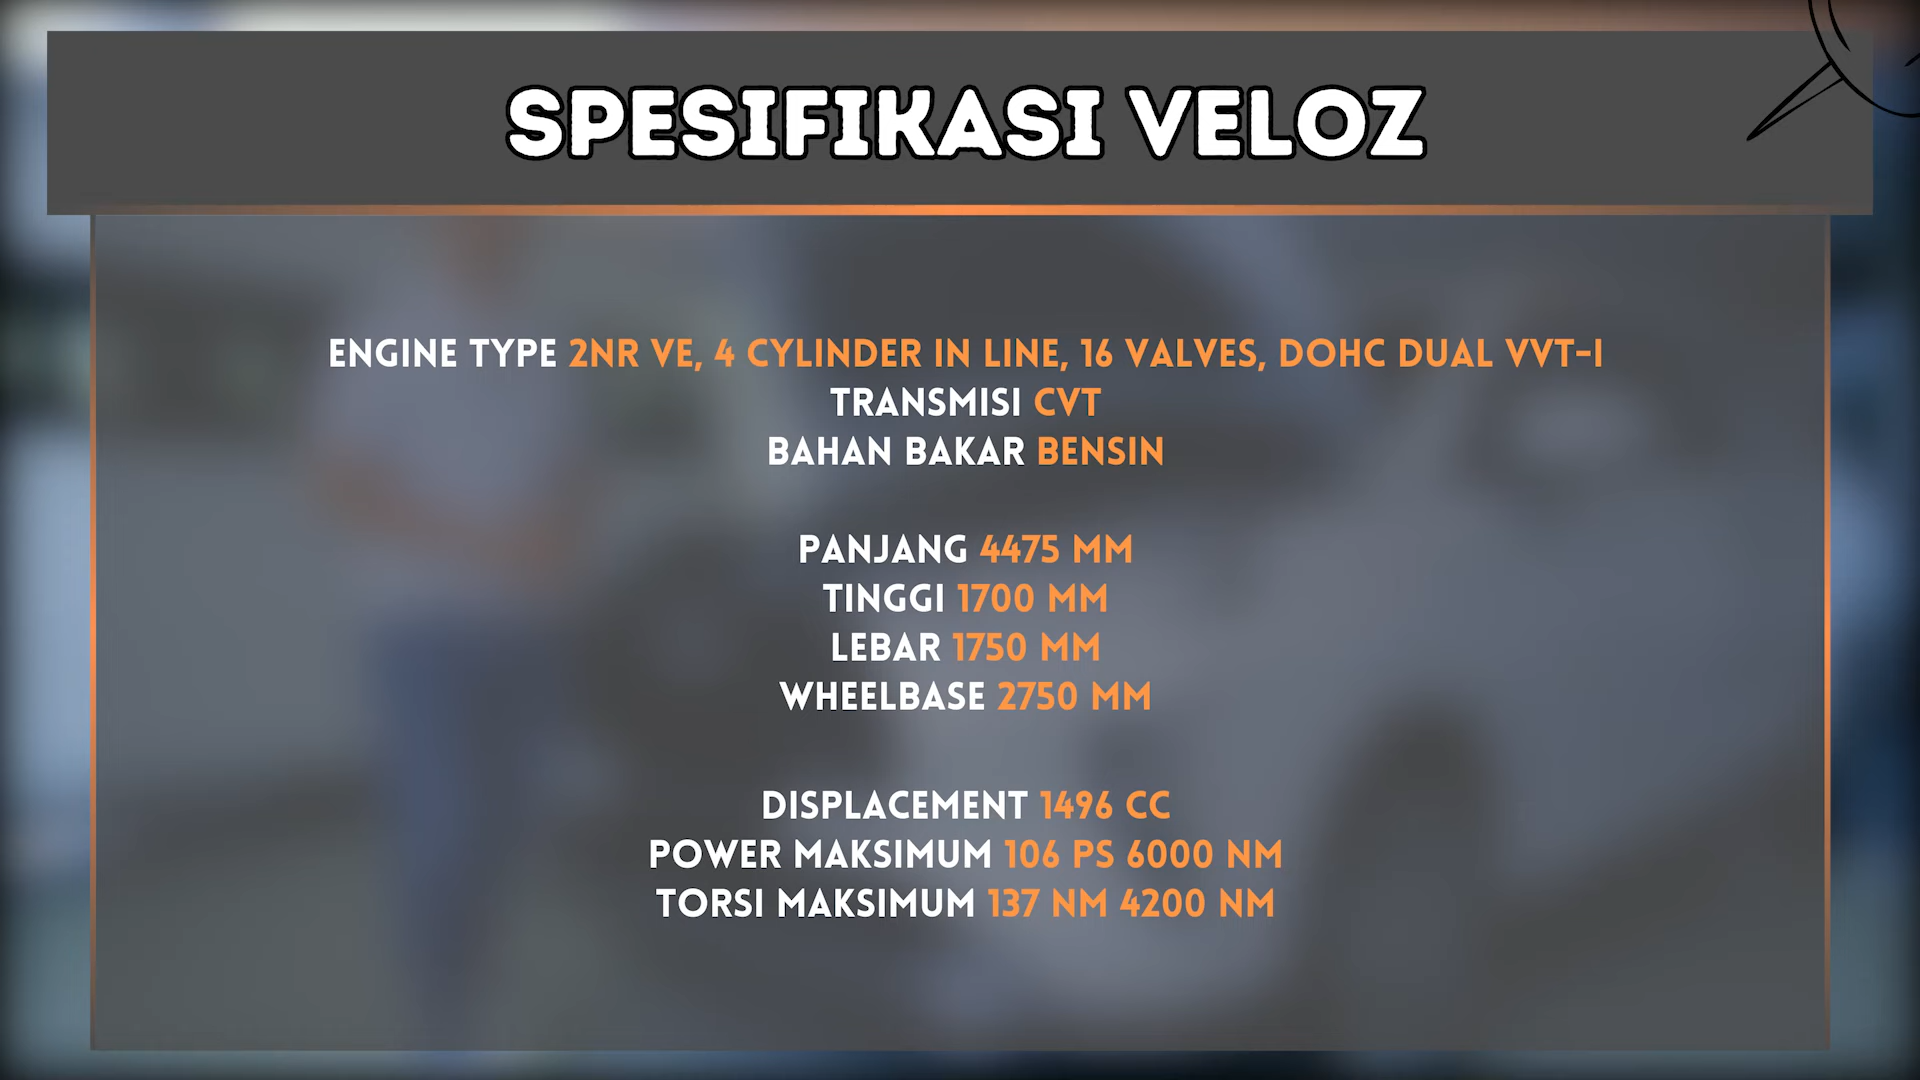 SPESIFIKASI VELOZ
ENGINE TYPE 2NR VE, 4 CYLINDER IN LINE, 16 VALVES, DOHC DUAL VVT-I
TRANSMISI CVT
BAHAN BAKAR BENSIN
PANJANG 4475 MM
TINGGI 1700 MM
LEBAR 1750 MM
WHEELBASE 2750 MM
DISPLACEMENT 1496 CC
POWER MAKSIMUM 106 PS 6000 NM
TORSI MAKSIMUM 137 NM 4200 NM